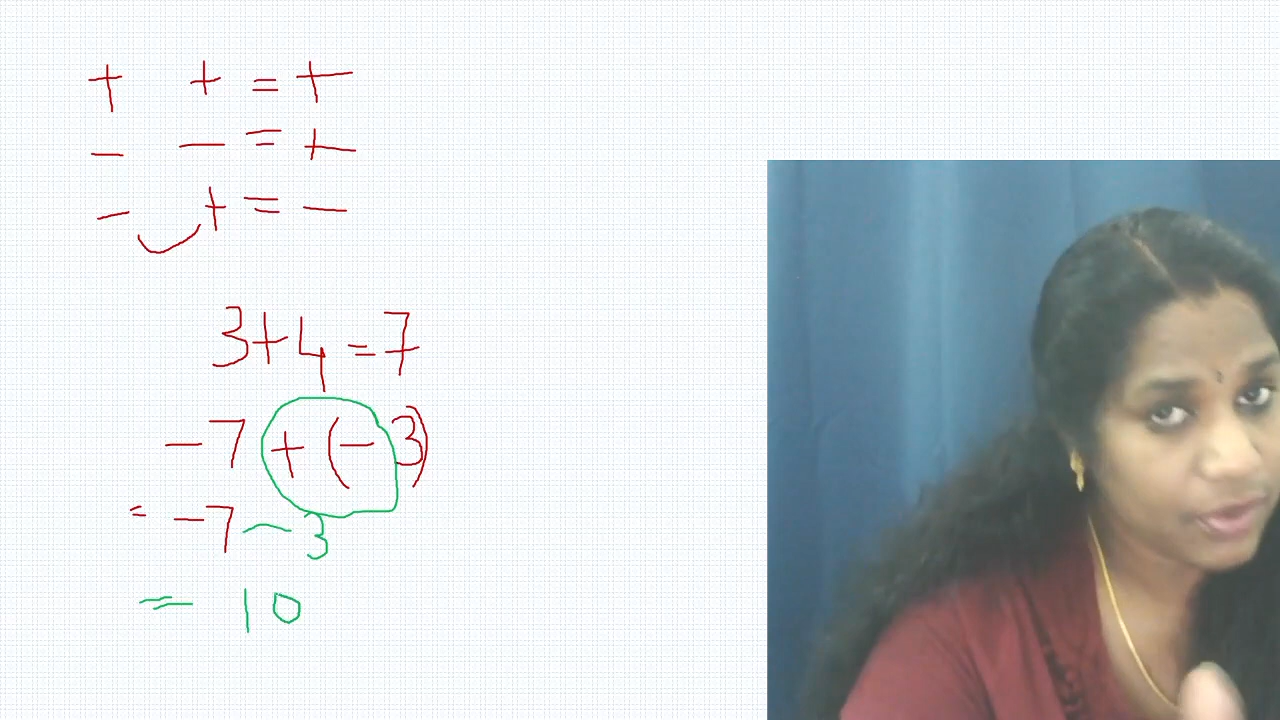 + + = +
- - = +
- + = -
3+4=7
-7 + (-3)
= -7 - 3
= 10